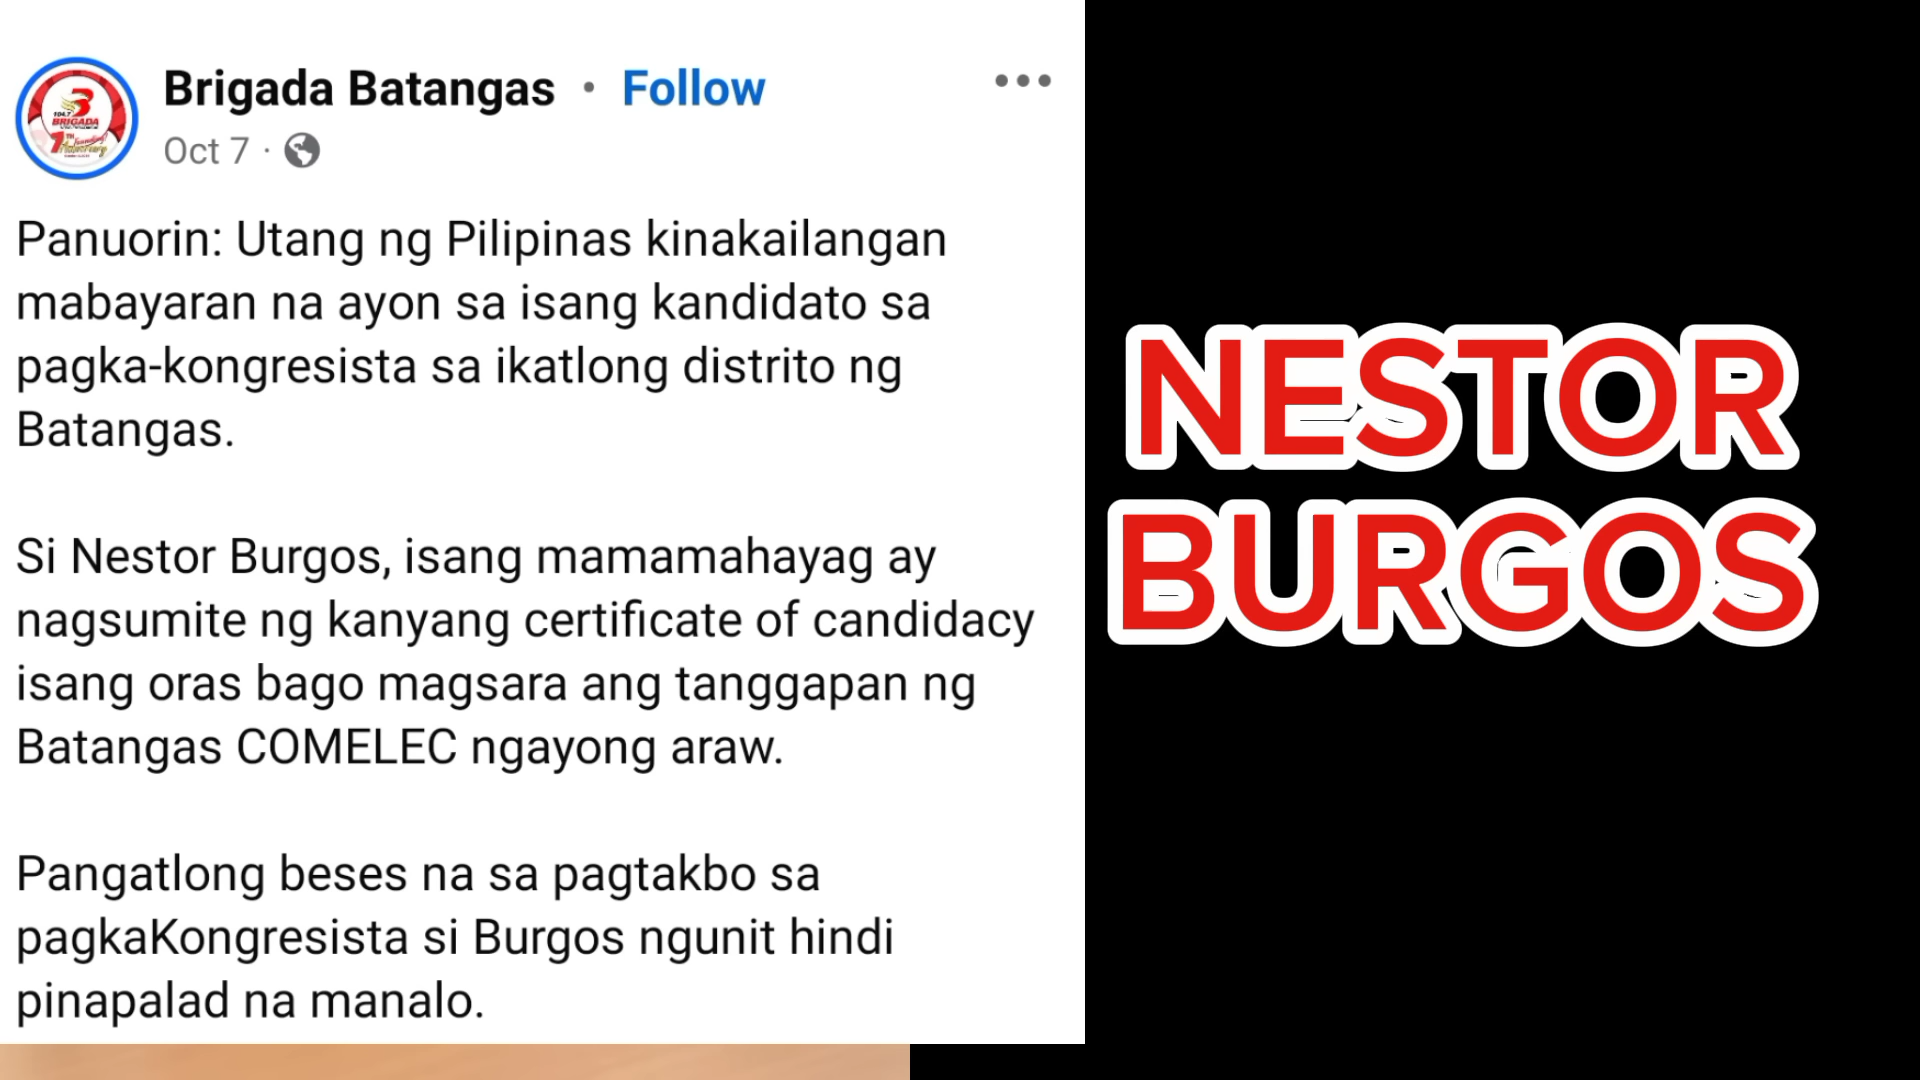 Brigada Batangas • Follow
Oct 7 ·
104.7
BRIGADA
Panuorin: Utang ng Pilipinas kinakailangan
mabayaran na ayon sa isang kandidato sa
pagka-kongresista sa ikatlong distrito ng
Batangas.
Si Nestor Burgos, isang mamamahayag ay
nagsumite ng kanyang certificate of candidacy
isang oras bago magsara ang tanggapan ng
Batangas COMELEC ngayong araw.
Pangatlong beses na sa pagtakbo sa
pagkaKongresista si Burgos ngunit hindi
pinapalad na manalo.
NESTOR
BURGOS